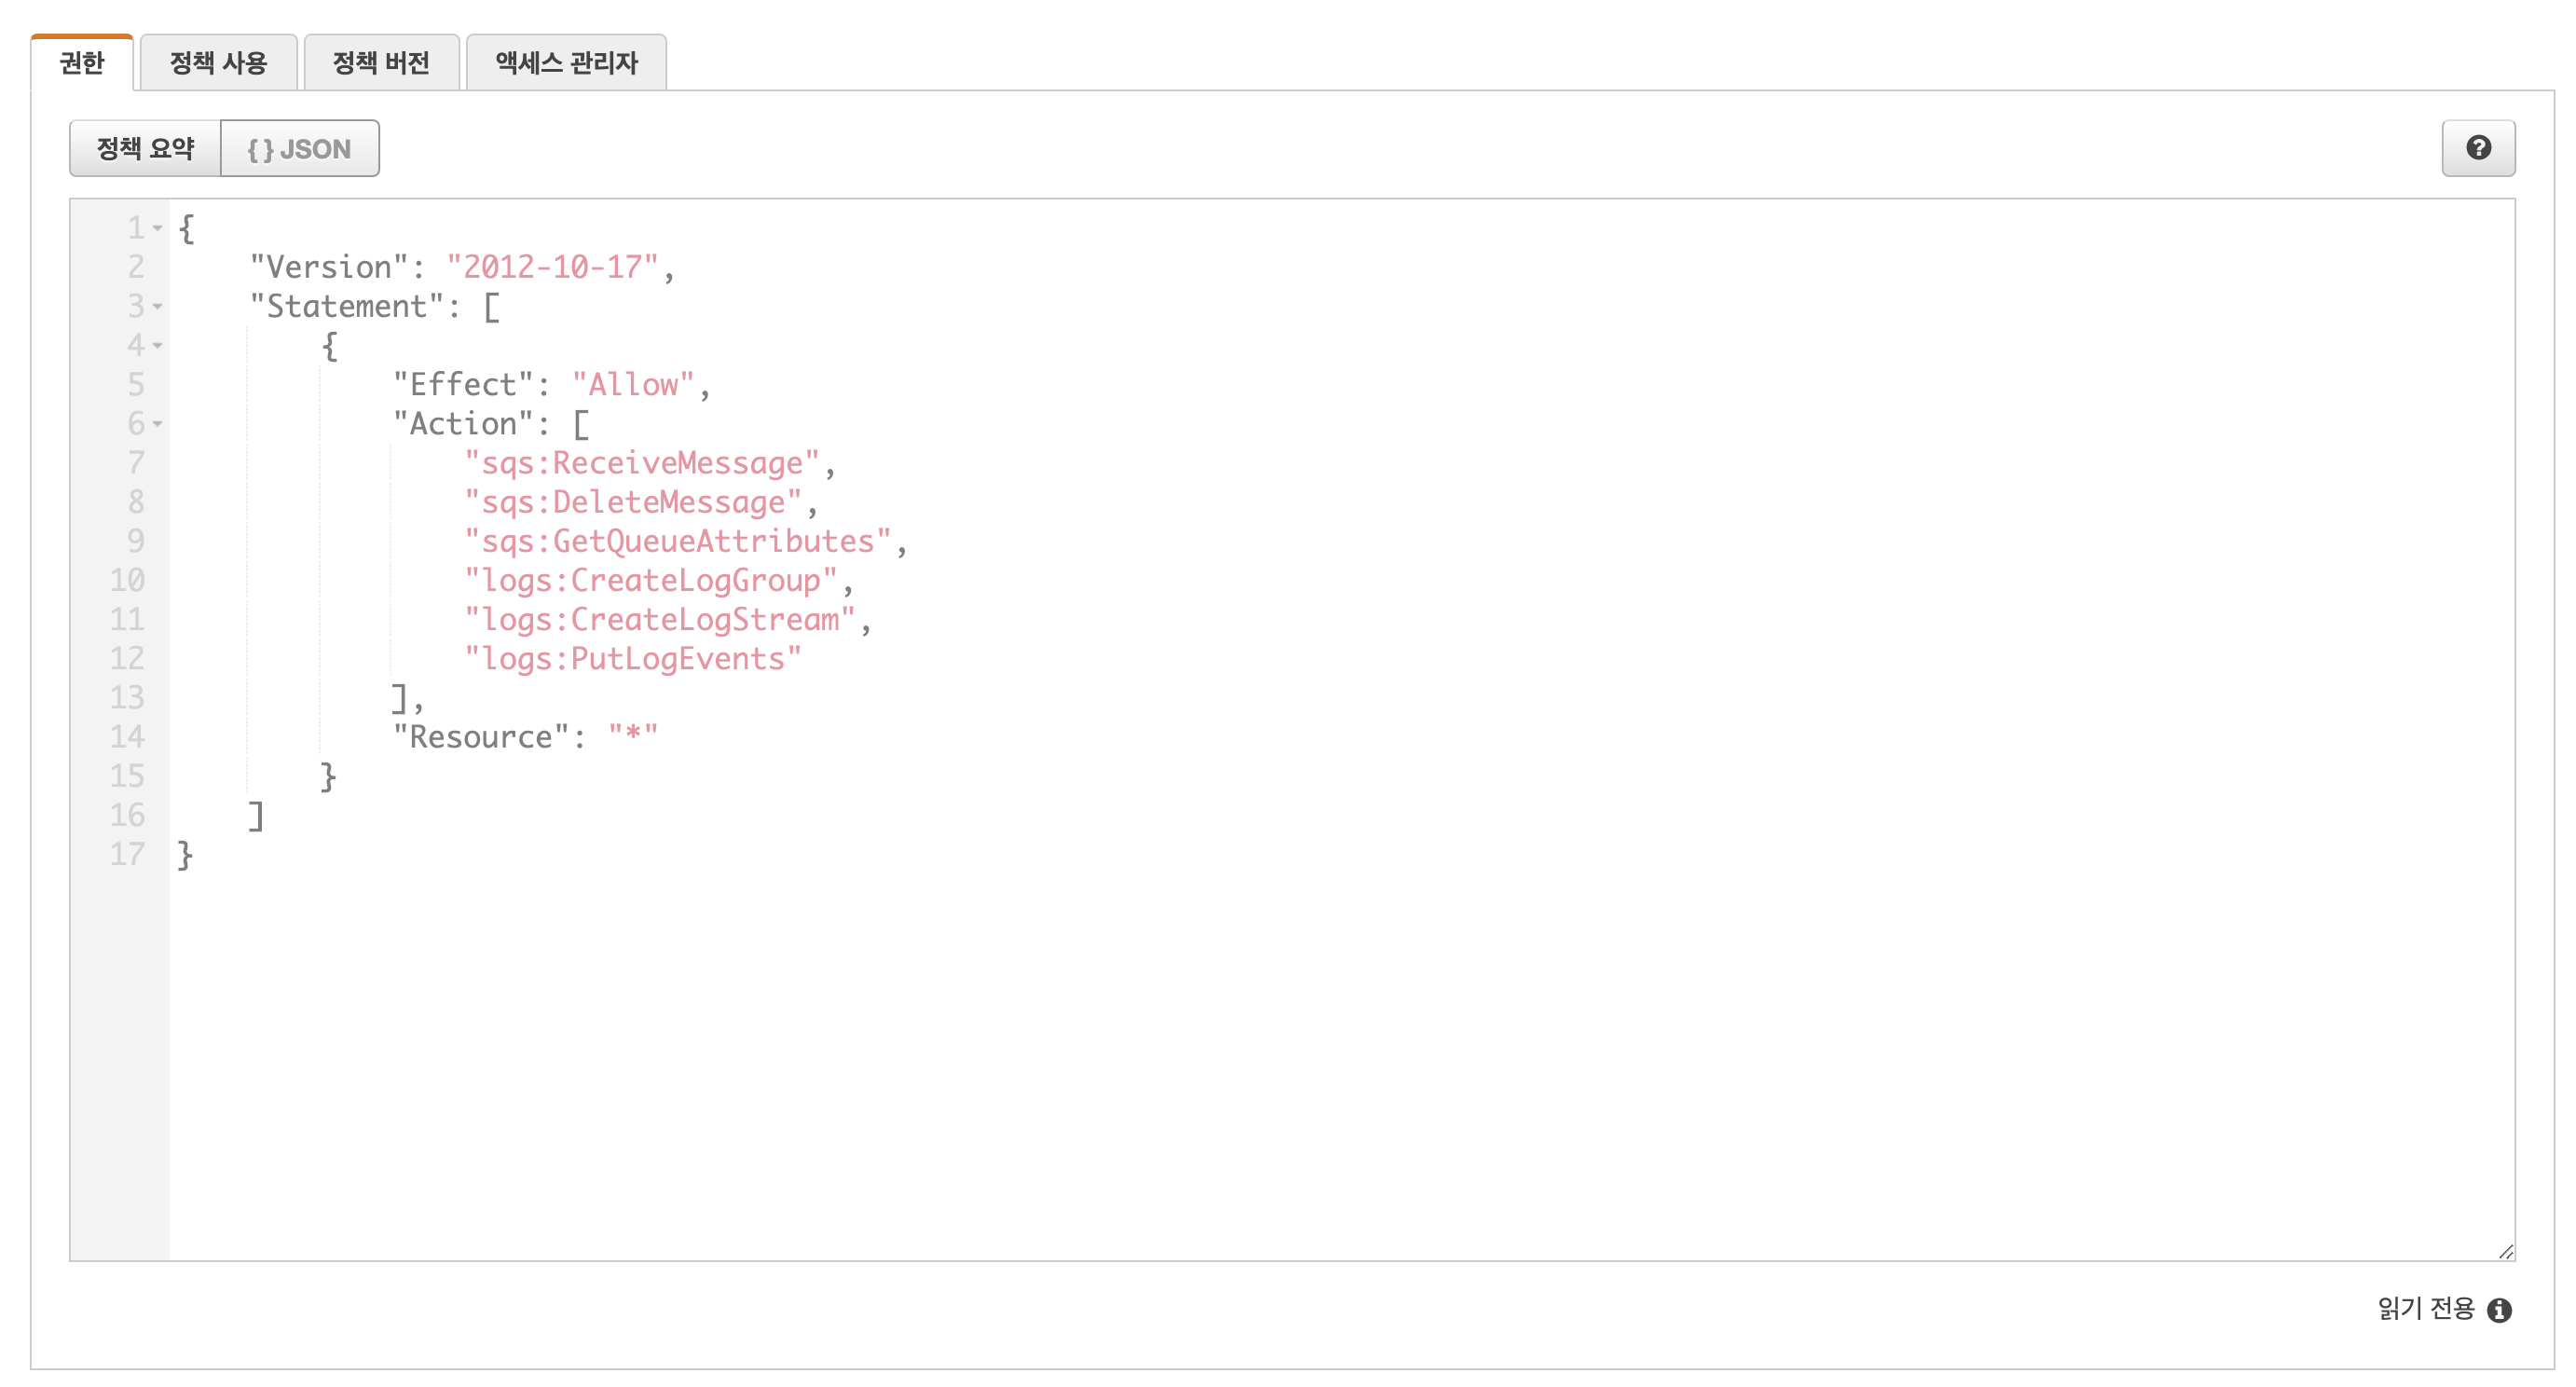 권한 정책 사용 정책 버전 액세스 관리자
정책 요약 { } JSON
1 {
2     "Version": "2012-10-17",
3     "Statement": [
4         {
5             "Effect": "Allow",
6             "Action": [
7                 "sqs:ReceiveMessage",
8                 "sqs:DeleteMessage",
9                 "sqs:GetQueueAttributes",
10                 "logs:CreateLogGroup",
11                 "logs:CreateLogStream",
12                 "logs:PutLogEvents"
13             ],
14             "Resource": "*"
15         }
16     ]
17 }
읽기 전용